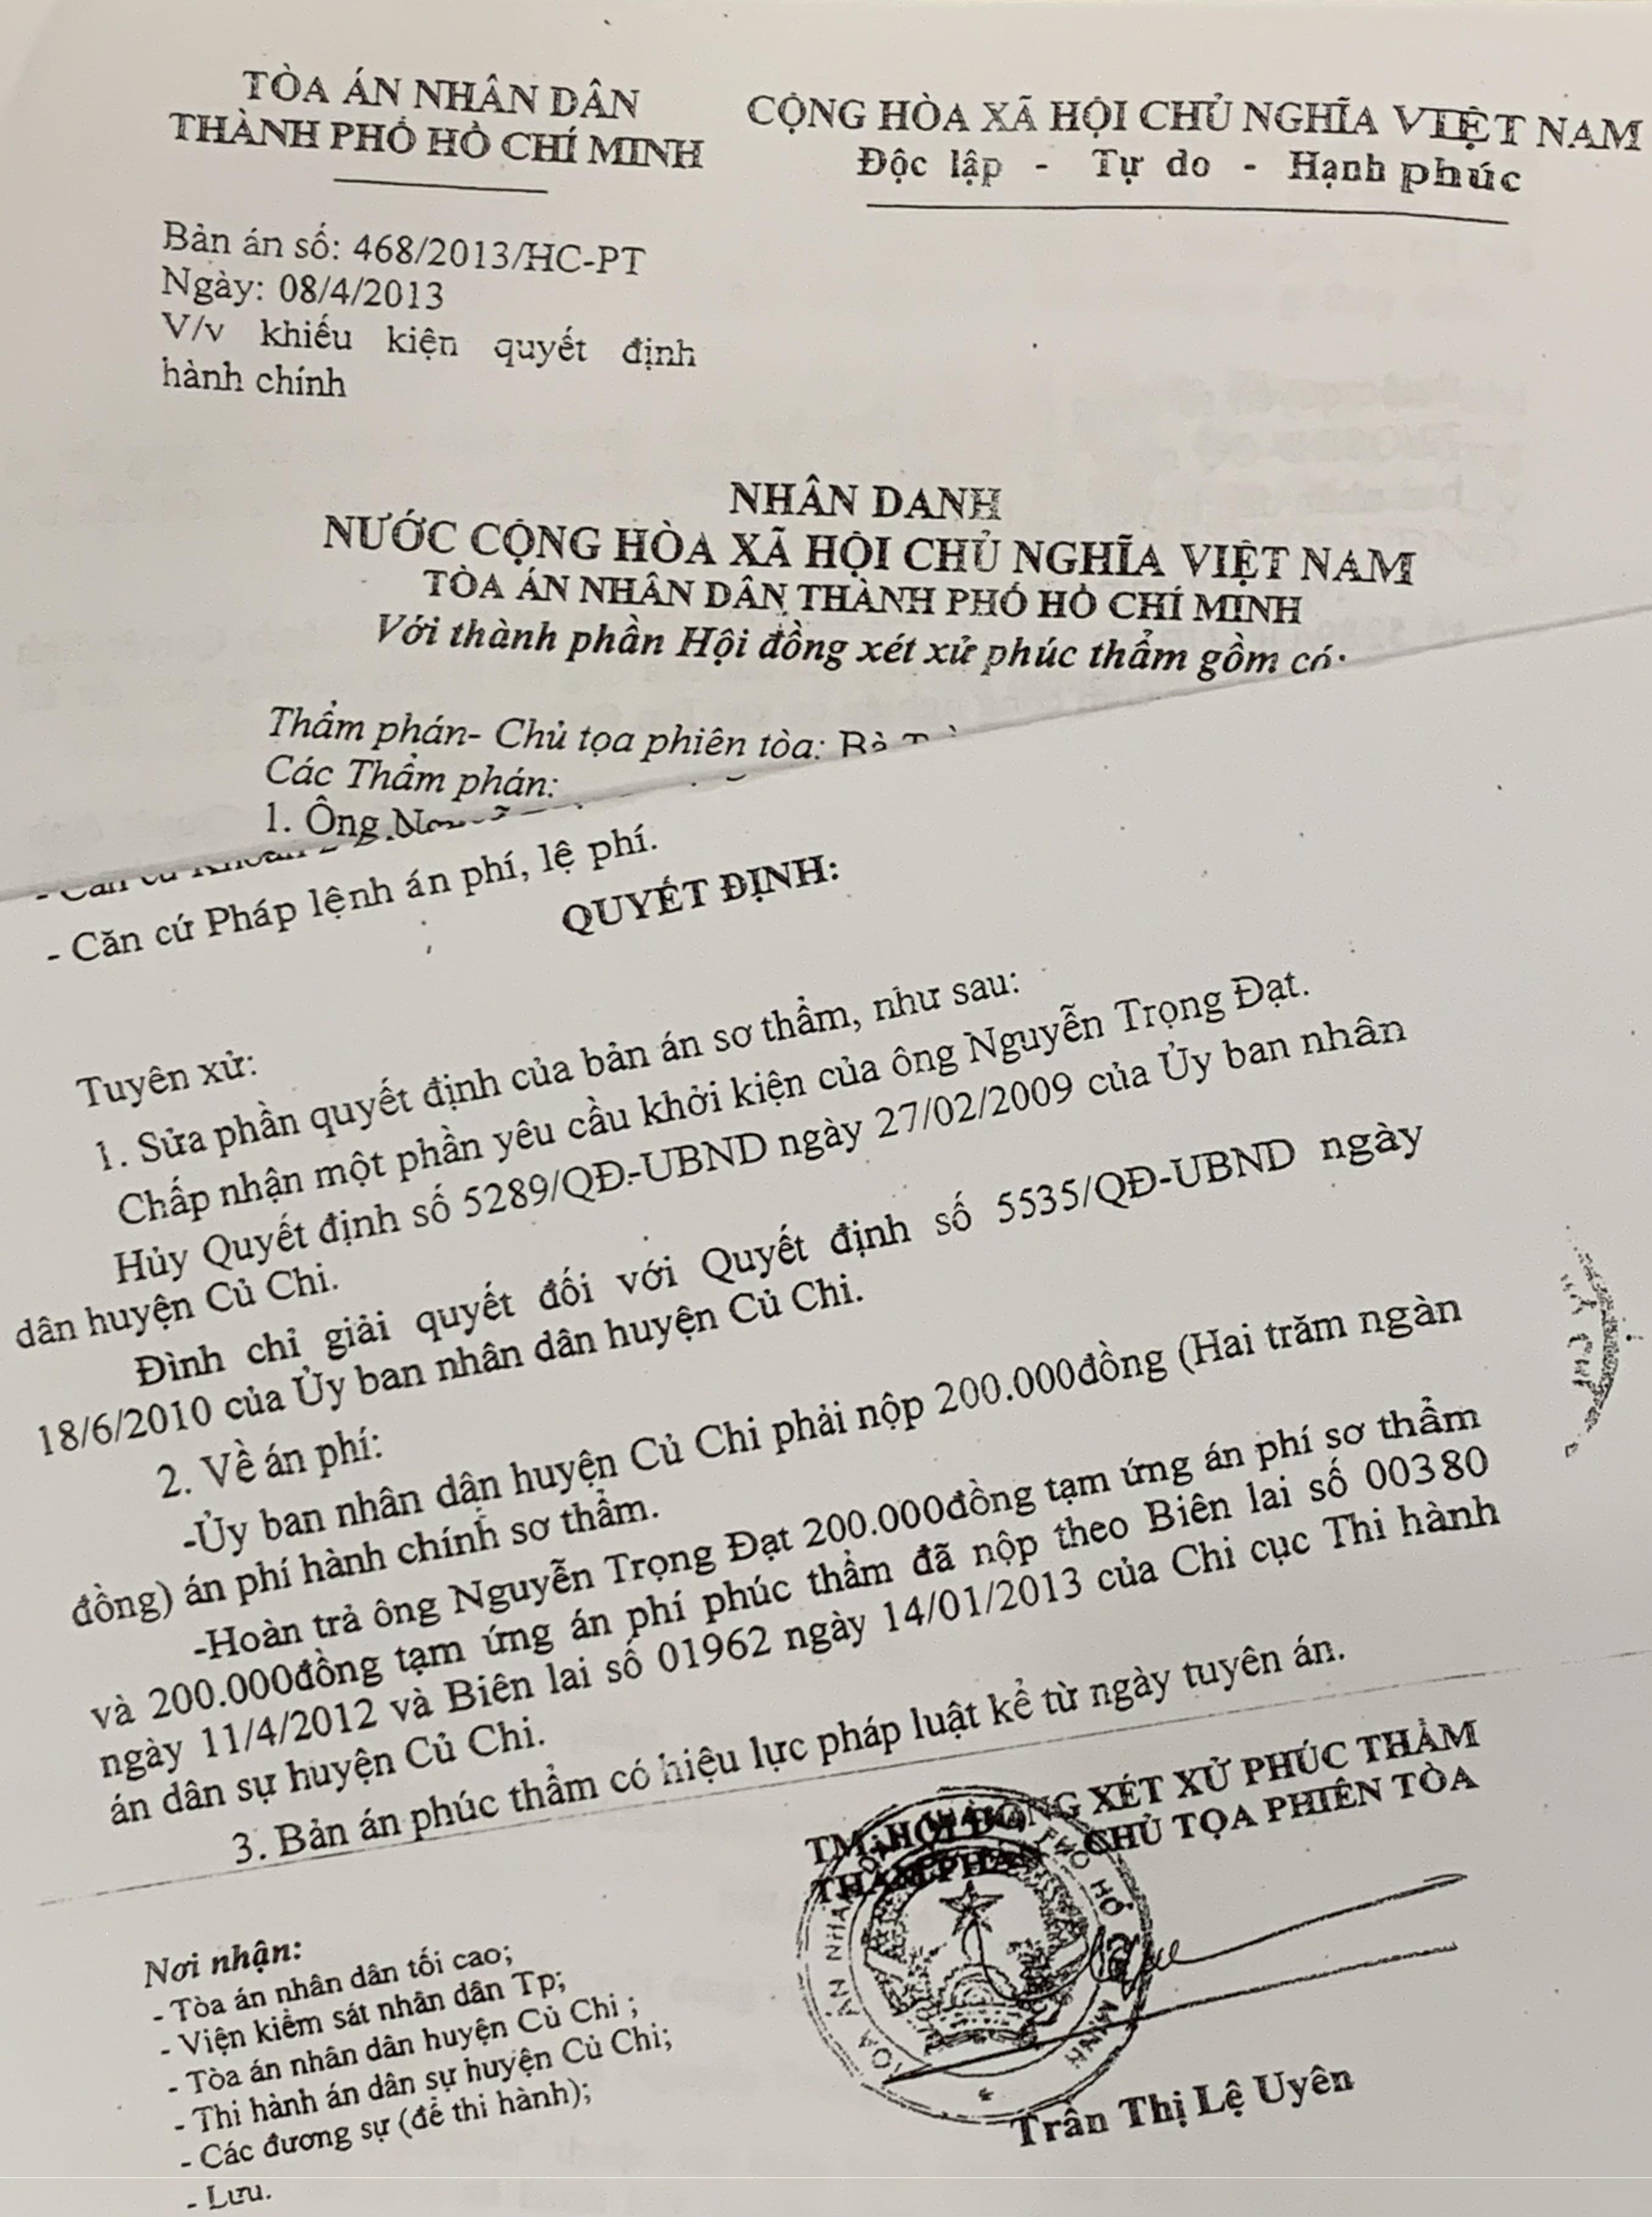 TÒA ÁN NHÂN DÂN
THÀNH PHỐ HỒ CHÍ MINH
CỘNG HÒA XÃ HỘI CHỦ NGHĨA VIỆT NAM
Độc lập - Tự do - Hạnh phúc
Bản án số: 468/2013/HC-PT
Ngày: 08/4/2013
V/v khiếu kiện quyết định
hành chính
NHÂN DANH
NƯỚC CỘNG HÒA XÃ HỘI CHỦ NGHĨA VIỆT NAM
TÒA ÁN NHÂN DÂN THÀNH PHỐ HỒ CHÍ MINH
Với thành phần Hội đồng xét xử phúc thẩm gồm có:
Thẩm phán- Chủ tọa phiên tòa: Bà
Các Thẩm phán:
1. Ông
- Căn cứ Khoản 2
- Căn cứ Pháp lệnh án phí, lệ phí.
QUYẾT ĐỊNH:
Tuyên xử:
1. Sửa phần quyết định của bản án sơ thẩm, như sau:
Chấp nhận một phần yêu cầu khởi kiện của ông Nguyễn Trọng Đạt.
Hủy Quyết định số 5289/QĐ-UBND ngày 27/02/2009 của Ủy ban nhân
dân huyện Củ Chi.
Đình chỉ giải quyết đối với Quyết định số 5535/QĐ-UBND ngày
18/6/2010 của Ủy ban nhân dân huyện Củ Chi.
2. Về án phí:
-Ủy ban nhân dân huyện Củ Chi phải nộp 200.000đồng (Hai trăm ngàn
đồng) án phí hành chính sơ thẩm.
-Hoàn trả ông Nguyễn Trọng Đạt 200.000đồng tạm ứng án phí sơ thẩm
và 200.000đồng tạm ứng án phí phúc thẩm đã nộp theo Biên lai số 00380
ngày 11/4/2012 và Biên lai số 01962 ngày 14/01/2013 của Chi cục Thi hành
án dân sự huyện Củ Chi.
3. Bản án phúc thẩm có hiệu lực pháp luật kể từ ngày tuyên án.
TM. HỘI ĐỒNG XÉT XỬ PHÚC THẨM
THẨM PHÁN - CHỦ TỌA PHIÊN TÒA
Nơi nhận:
- Tòa án nhân dân tối cao;
- Viện kiểm sát nhân dân Tp;
- Tòa án nhân dân huyện Củ Chi ;
- Thi hành án dân sự huyện Củ Chi;
- Các đương sự (để thi hành);
- Lưu.
Trần Thị Lệ Uyên